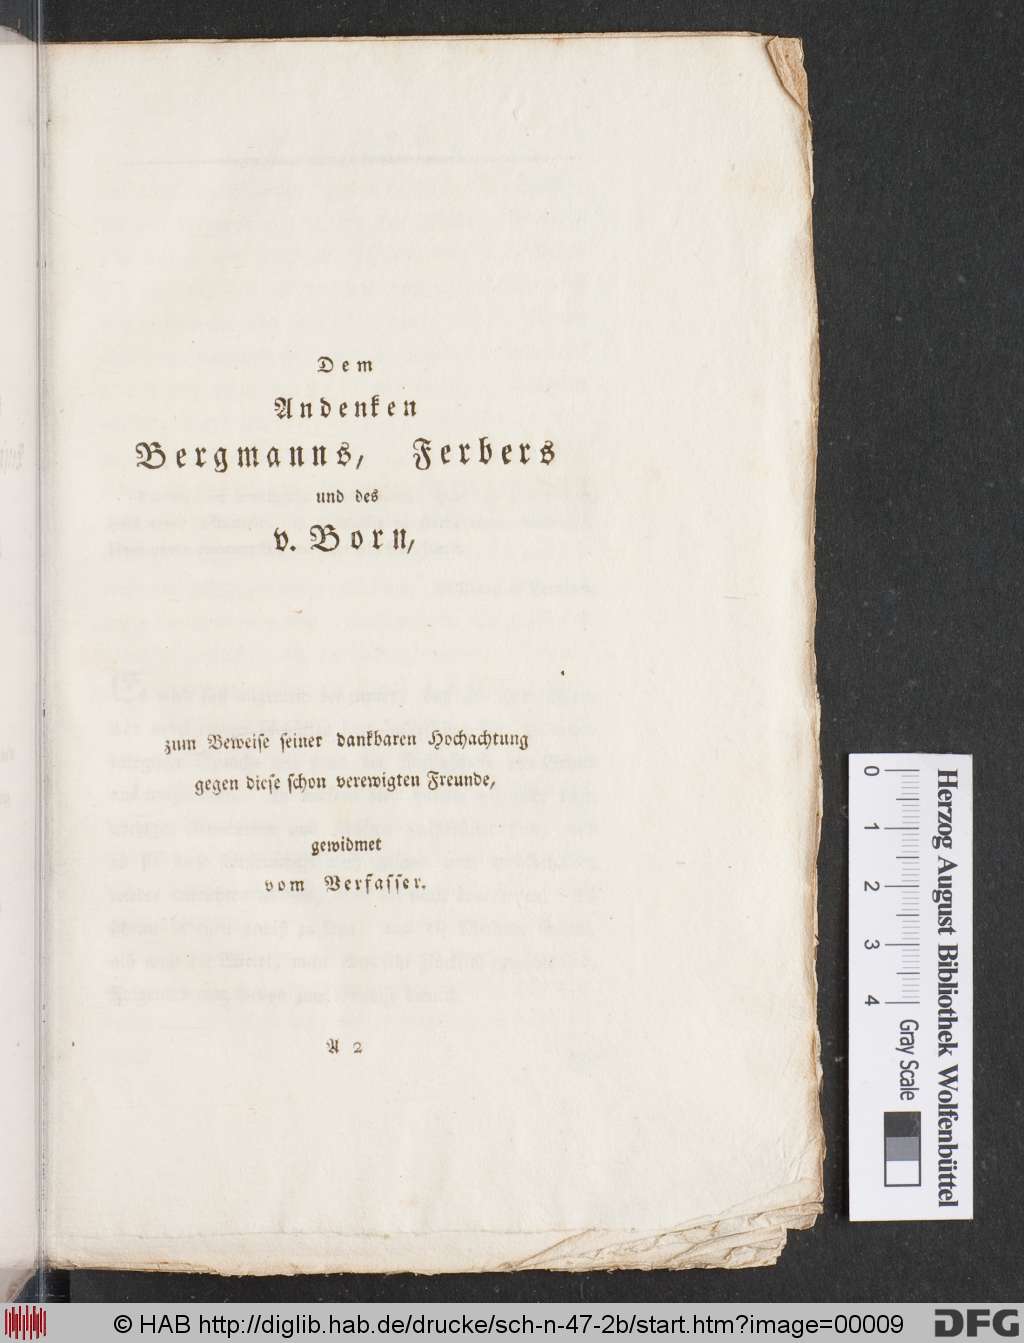 Dem
Andenken
Bergmanns, Ferbers
und des
v. Born,
zum Beweise seiner dankbaren Hochachtung
gegen diese schon verewigten Freunde,
gewidmet
vom Verfasser.
A 2
0 1 2 3 4 Gray Scale
Herzog August Bibliothek Wolfenbüttel
© HAB http://diglib.hab.de/drucke/sch-n-47-2b/start.htm?image=00009
DFG